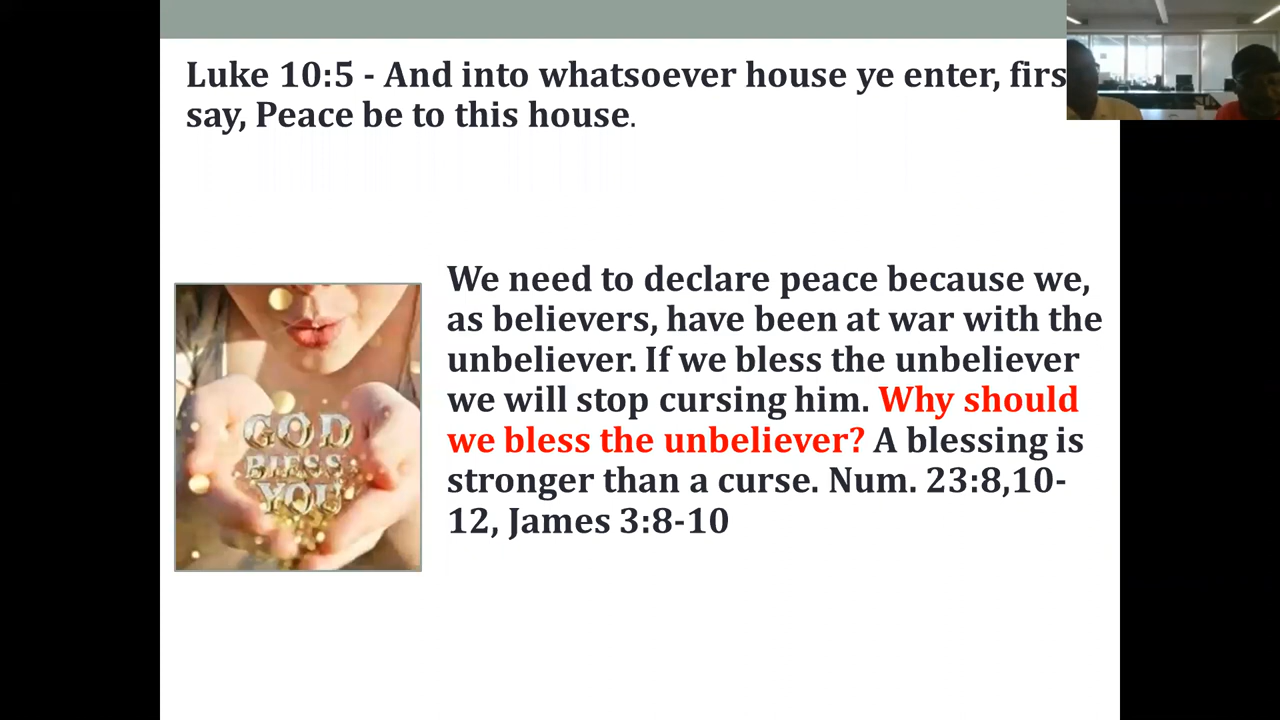 Luke 10:5 - And into whatsoever house ye enter, firs
say, Peace be to this house.
We need to declare peace because we,
as believers, have been at war with the
unbeliever. If we bless the unbeliever
we will stop cursing him. Why should
we bless the unbeliever? A blessing is
stronger than a curse. Num. 23:8,10-
12, James 3:8-10
GOD
BLESS
YOU